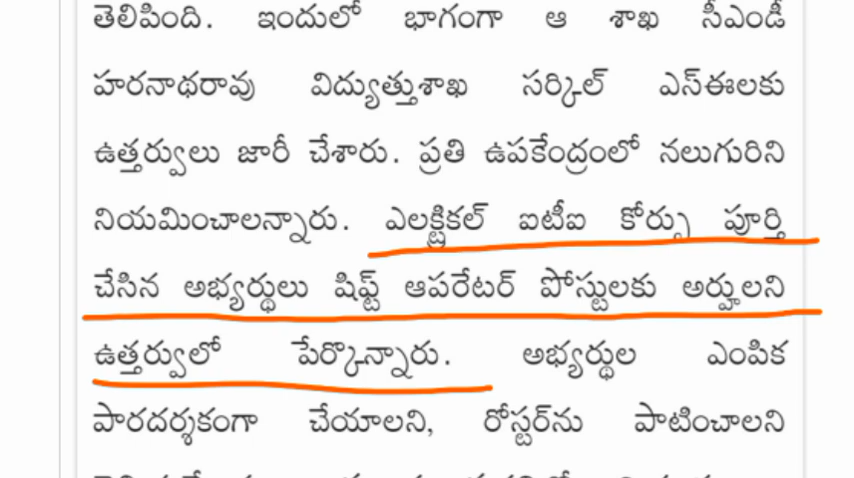 తెలిపింది. ఇందులో భాగంగా ఆ శాఖ సీఎండీ
హరనాథరావు విద్యుత్తుశాఖ సర్కిల్ ఎస్ఈలకు
ఉత్తర్వులు జారీ చేశారు. ప్రతి ఉపకేంద్రంలో నలుగురిని
నియమించాలన్నారు. ఎలక్ట్రికల్ ఐటీఐ కోర్సు పూర్తి
చేసిన అభ్యర్థులు షిఫ్ట్ ఆపరేటర్ పోస్టులకు అర్హులని
ఉత్తర్వులో పేర్కొన్నారు. అభ్యర్థుల ఎంపిక
పారదర్శకంగా చేయాలని, రోస్టర్‌ను పాటించాలని